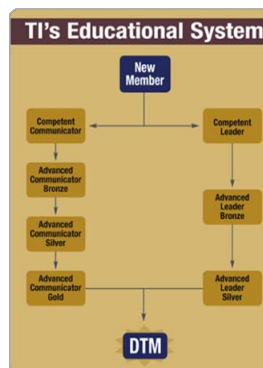 TI's Educational System
New
Member
Competent
Communicator
Competent
Leader
Advanced
Communicator
Bronze
Advanced
Leader
Bronze
Advanced
Communicator
Silver
Advanced
Communicator
Gold
Advanced
Leader
Silver
DTM